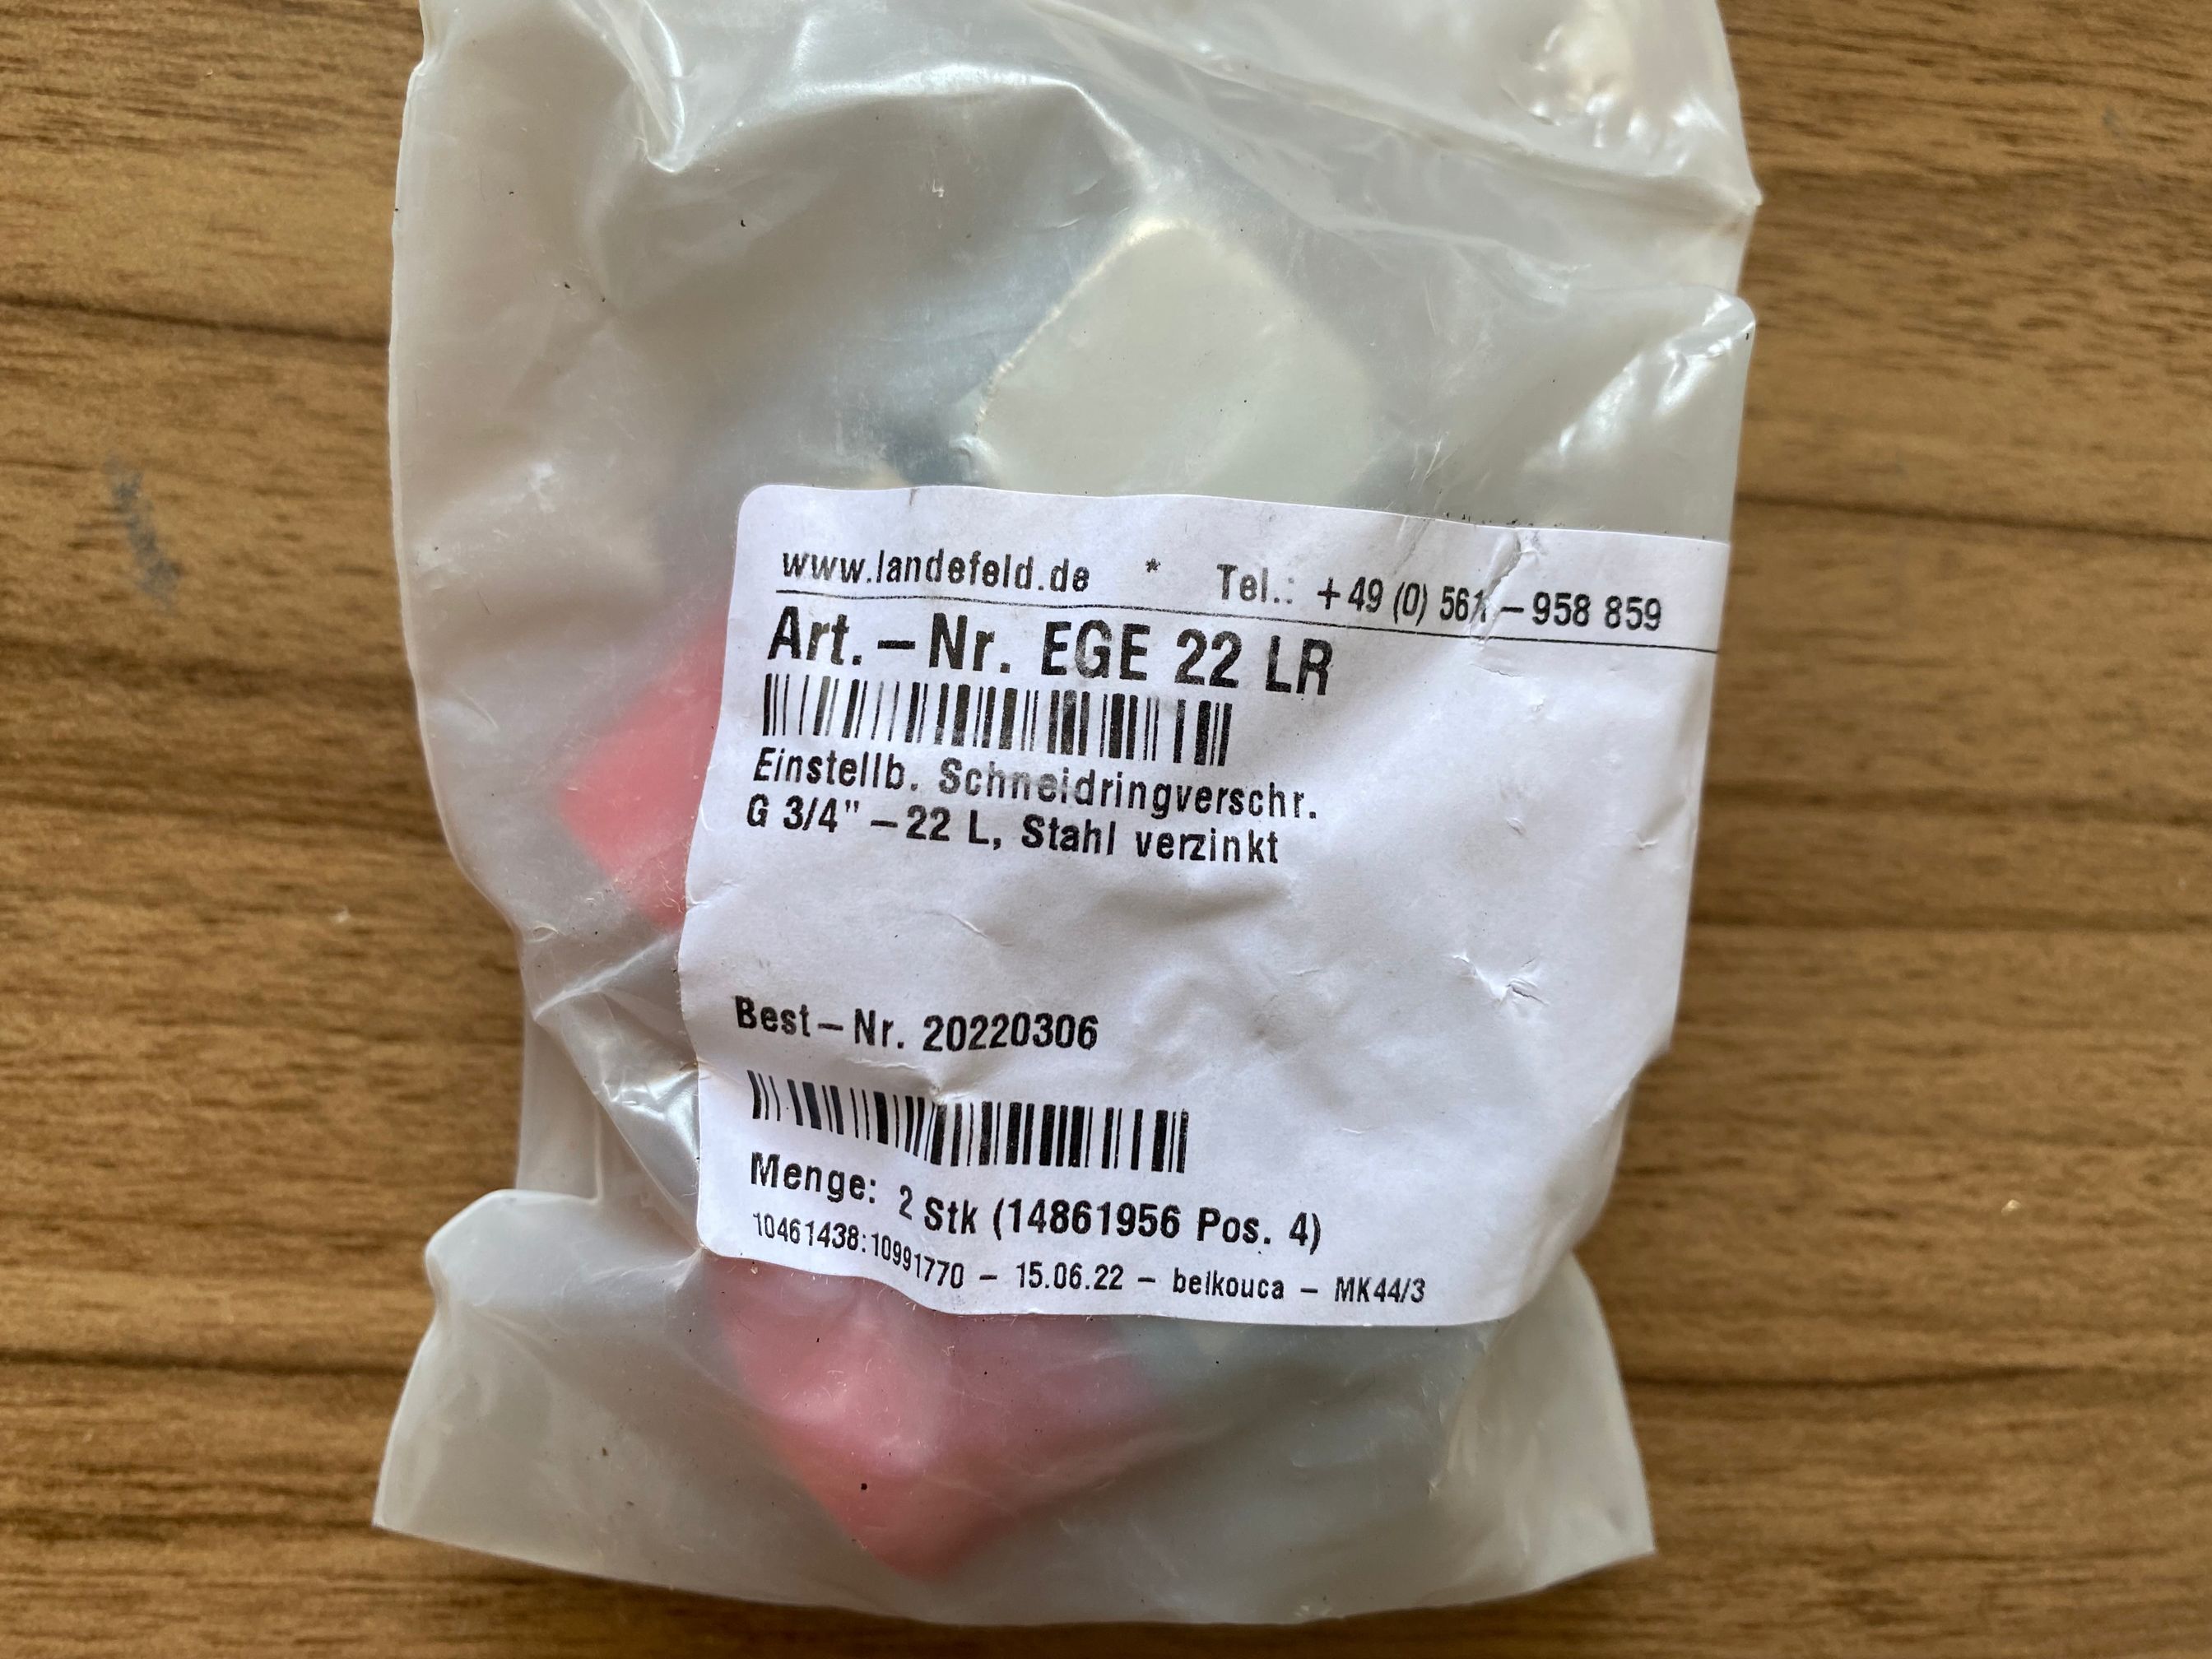 www.landefeld.de * Tel.: +49 (0) 561 – 958 859
Art. – Nr. EGE 22 LR
Einstellb. Schneidringverschr.
G 3/4" – 22 L, Stahl verzinkt
Best – Nr. 20220306
Menge: 2 Stk (14861956 Pos. 4)
10461438:10991770 – 15.06.22 – belkouca – MK44/3